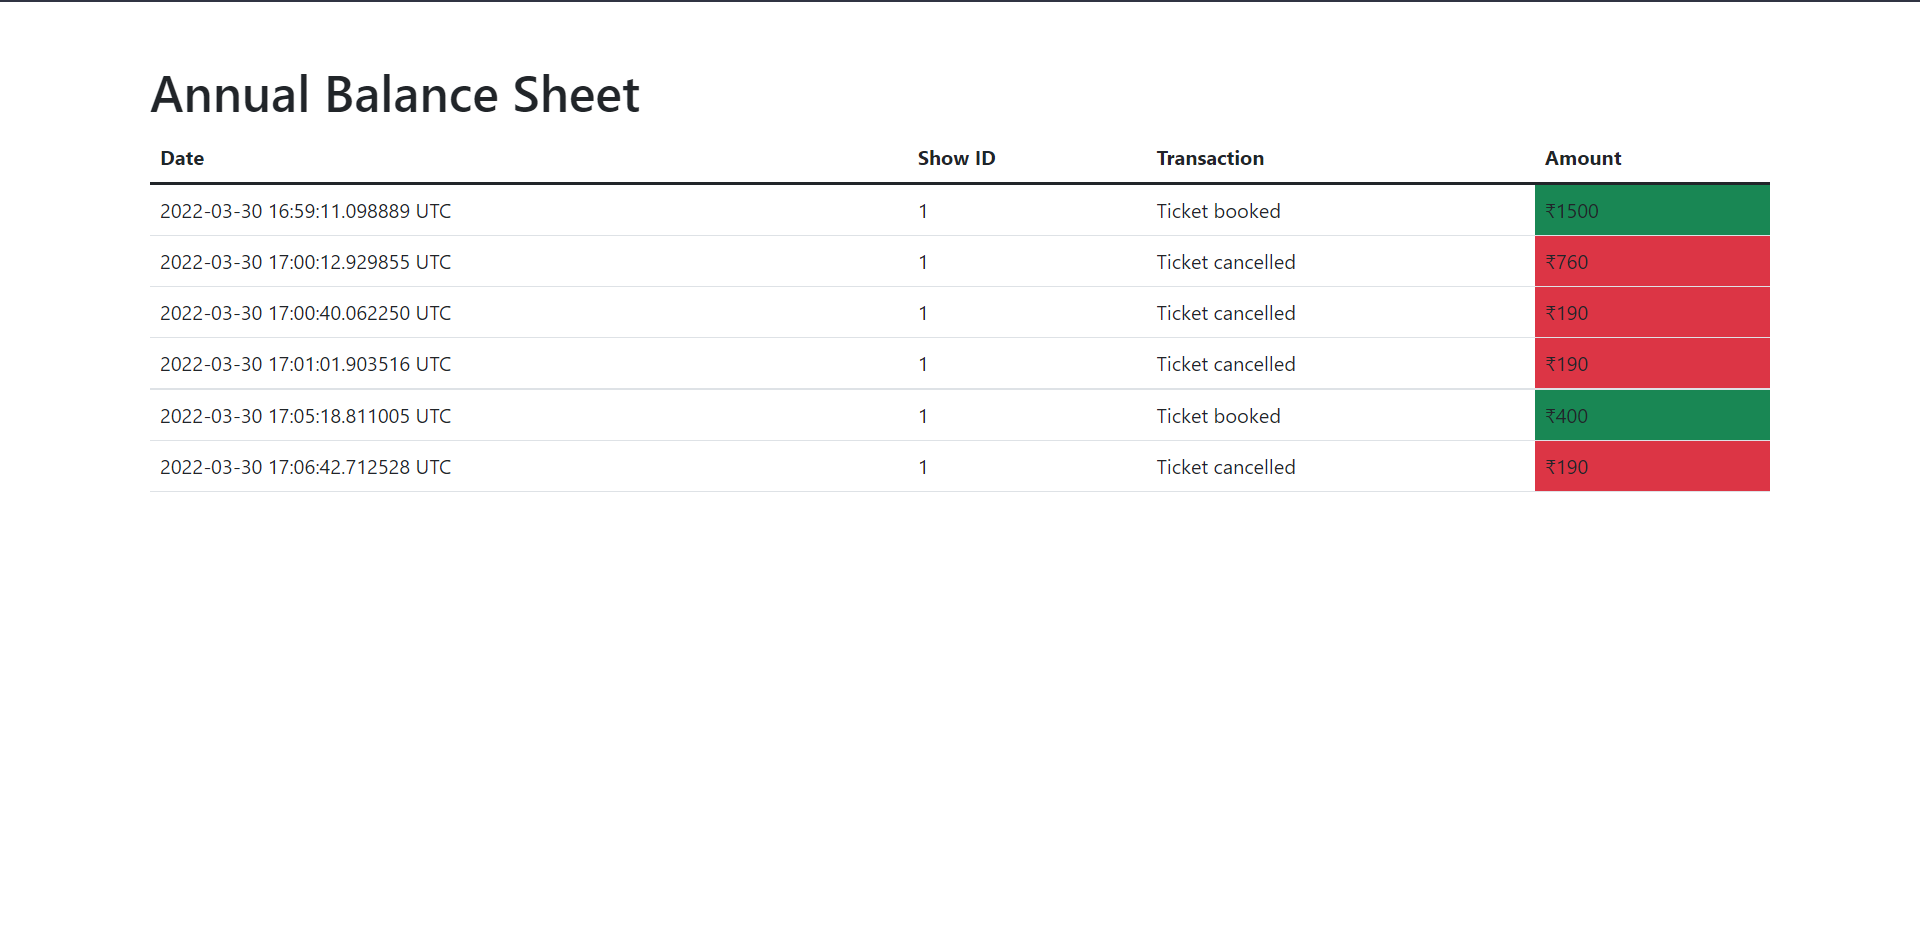 Annual Balance Sheet
Date Show ID Transaction Amount
2022-03-30 16:59:11.098889 UTC 1 Ticket booked ₹1500
2022-03-30 17:00:12.929855 UTC 1 Ticket cancelled ₹760
2022-03-30 17:00:40.062250 UTC 1 Ticket cancelled ₹190
2022-03-30 17:01:01.903516 UTC 1 Ticket cancelled ₹190
2022-03-30 17:05:18.811005 UTC 1 Ticket booked ₹400
2022-03-30 17:06:42.712528 UTC 1 Ticket cancelled ₹190